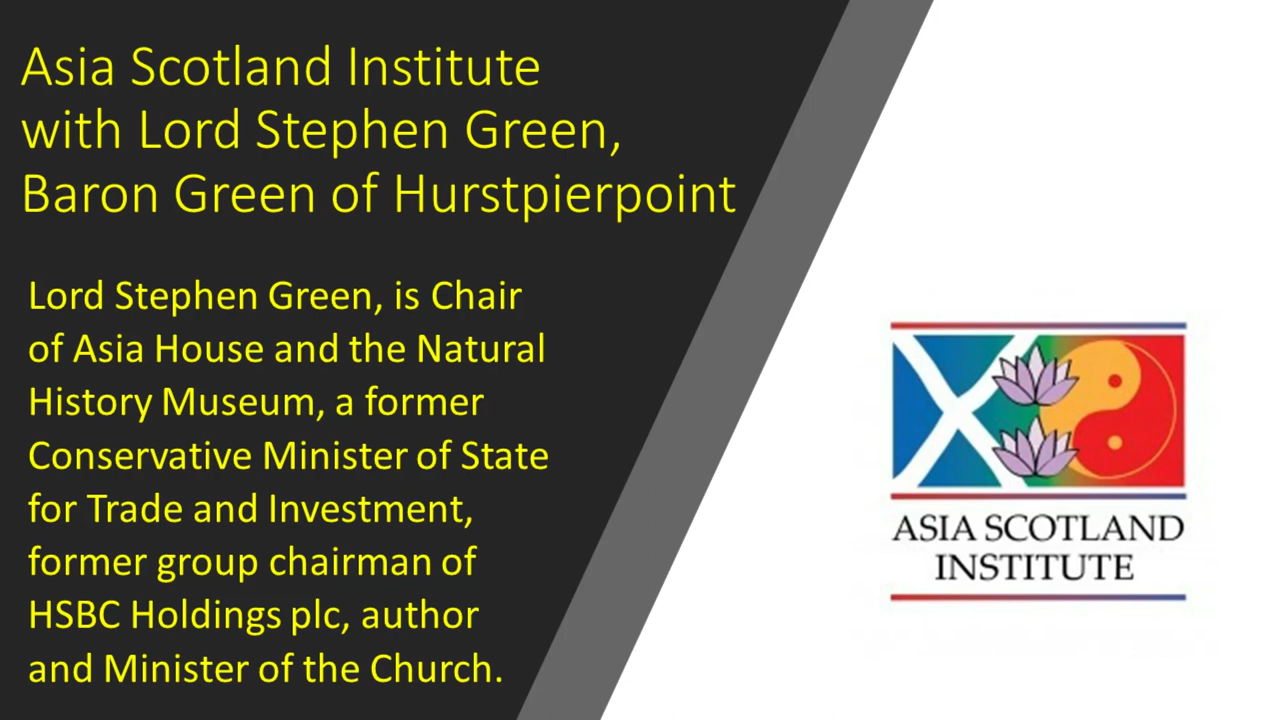 Asia Scotland Institute
with Lord Stephen Green,
Baron Green of Hurstpierpoint
Lord Stephen Green, is Chair
of Asia House and the Natural
History Museum, a former
Conservative Minister of State
for Trade and Investment,
former group chairman of
HSBC Holdings plc, author
and Minister of the Church.
ASIA SCOTLAND
INSTITUTE